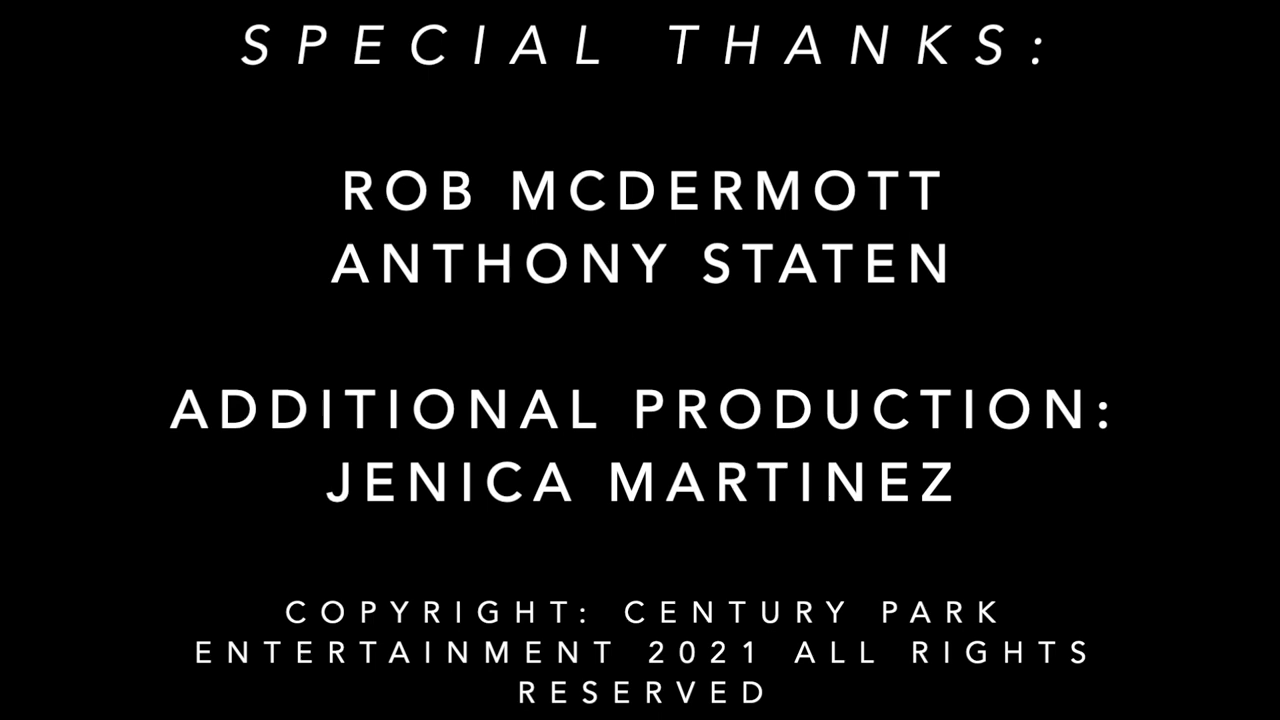 SPECIAL THANKS:
ROB MCDERMOTT
ANTHONY STATEN
ADDITIONAL PRODUCTION:
JENICA MARTINEZ
COPYRIGHT: CENTURY PARK
ENTERTAINMENT 2021 ALL RIGHTS
RESERVED